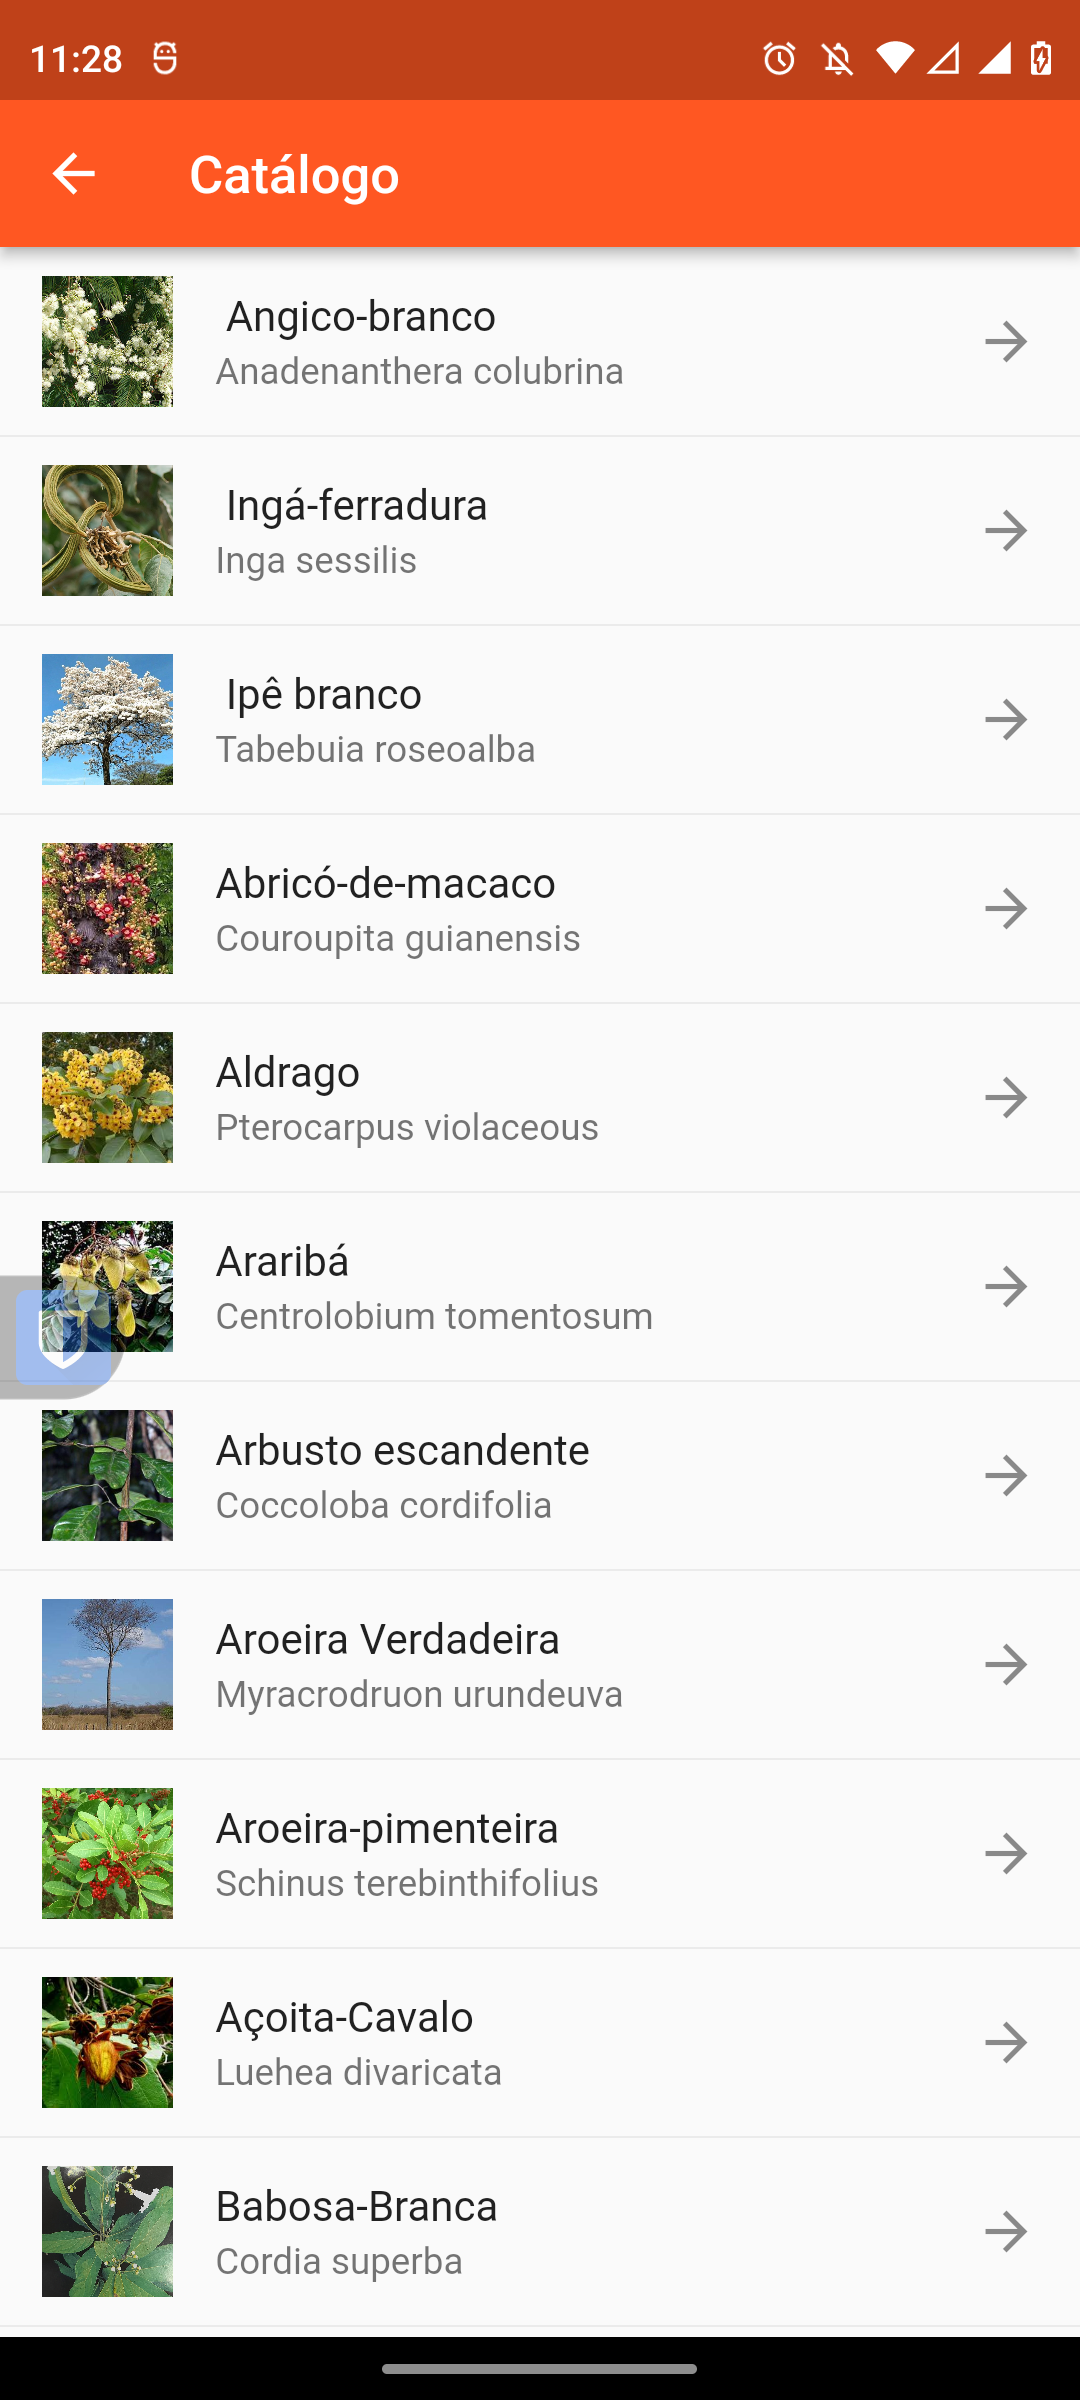 11:28
Catálogo
Angico-branco
Anadenanthera colubrina
Ingá-ferradura
Inga sessilis
Ipê branco
Tabebuia roseoalba
Abricó-de-macaco
Couroupita guianensis
Aldrago
Pterocarpus violaceous
Araribá
Centrolobium tomentosum
Arbusto escandente
Coccoloba cordifolia
Aroeira Verdadeira
Myracrodruon urundeuva
Aroeira-pimenteira
Schinus terebinthifolius
Açoita-Cavalo
Luehea divaricata
Babosa-Branca
Cordia superba